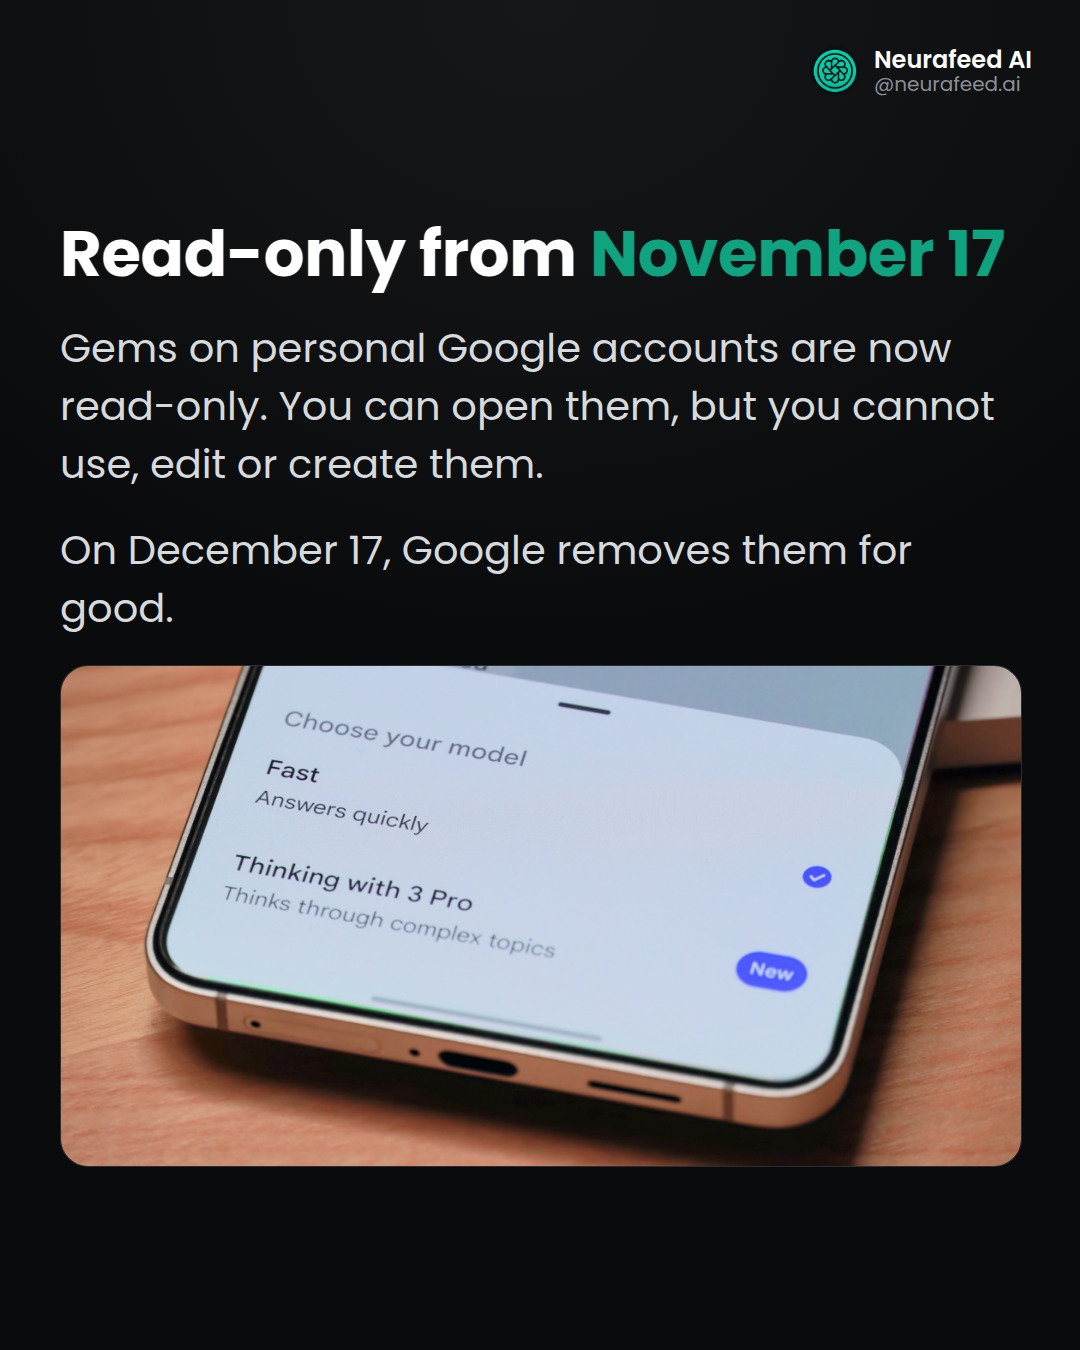 Neurafeed AI
@neurafeed.ai
Read-only from November 17
Gems on personal Google accounts are now
read-only. You can open them, but you cannot
use, edit or create them.
On December 17, Google removes them for
good.
Choose your model
Fast
Answers quickly
Thinking with 3 Pro
Thinks through complex topics
New